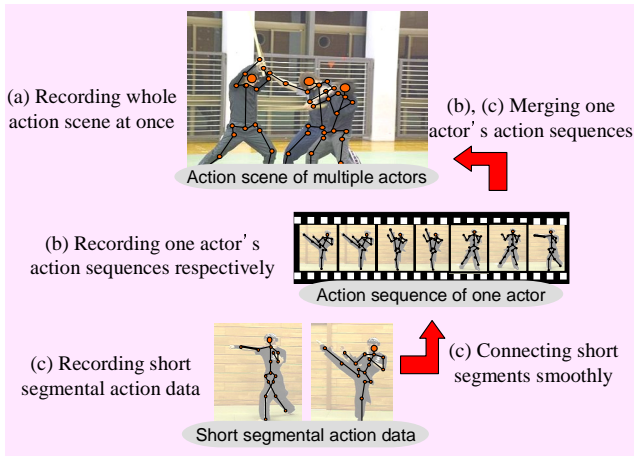 (a) Recording whole
action scene at once
(b), (c) Merging one
actor’s action sequences
Action scene of multiple actors
(b) Recording one actor’s
action sequences respectively
Action sequence of one actor
(c) Recording short
segmental action data
(c) Connecting short
segments smoothly
Short segmental action data